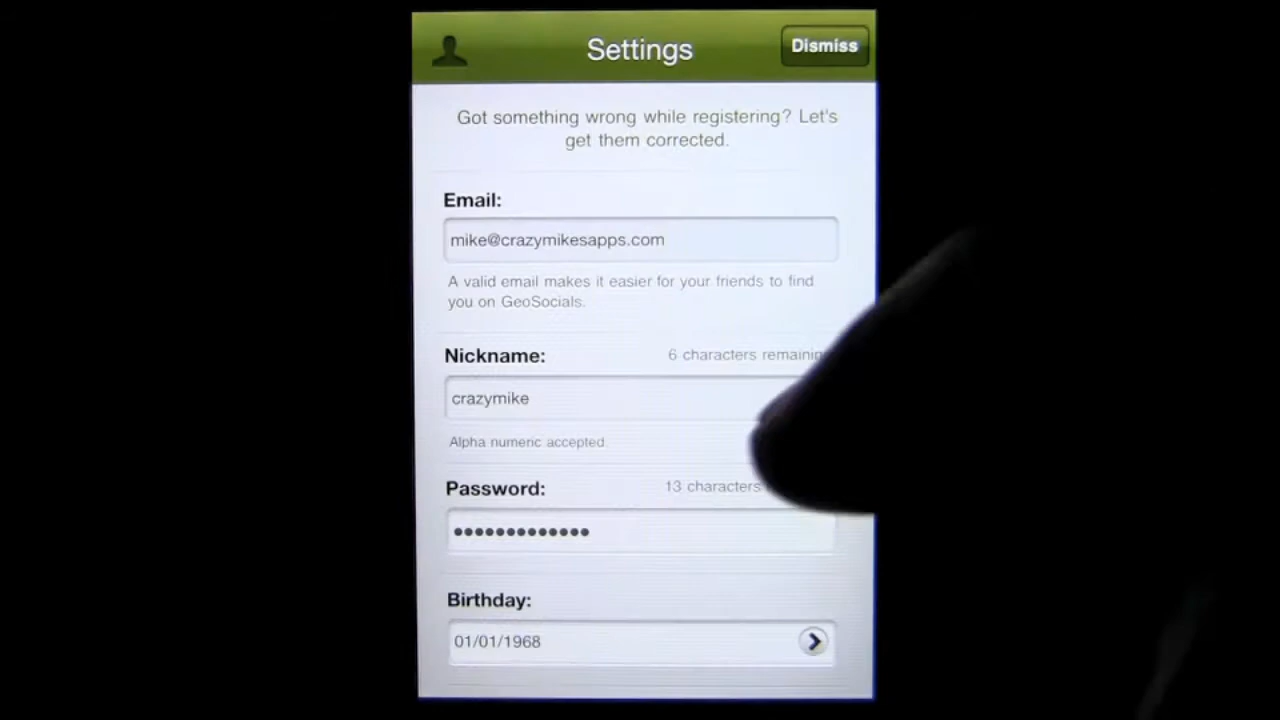 Settings
Dismiss
Got something wrong while registering? Let's
get them corrected.
Email:
mike@crazymikesapps.com
A valid email makes it easier for your friends to find
you on GeoSocials.
Nickname:
6 characters remaining
crazymike
Alpha numeric accepted.
Password:
13 characters
•••••••••••••
Birthday:
01/01/1968